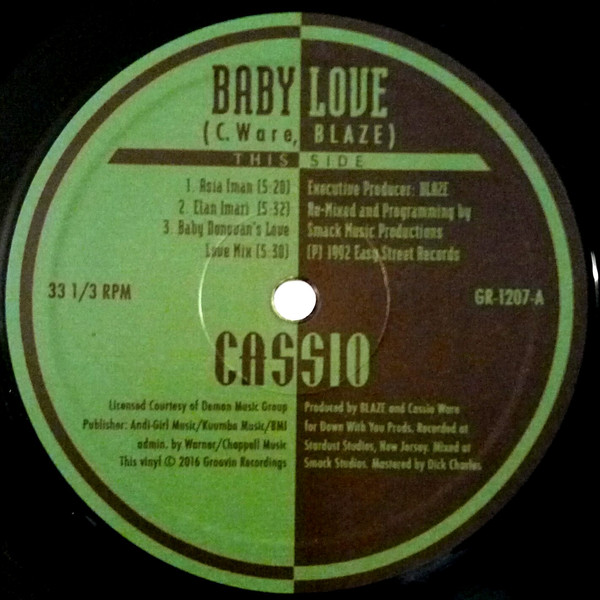 BABY LOVE
(C. Ware, BLAZE)
THIS SIDE
1. Asia Iman (5:20)
2. Elan Imari (5:32)
3. Baby Donovan's Love
Love Mix (5:30)
Executive Producer: BLAZE
Re-Mixed and Programming by
Smack Music Productions
(P) 1992 Easy Street Records
33 1/3 RPM
GR-1207-A
CASSIO
Licensed Courtesy of Demon Music Group
Publisher: Andi-Girl Music/Kuumba Music/BMI
admin. by Warner/Chappell Music
This vinyl © 2016 Groovin Recordings
Produced by BLAZE and Cassio Ware
for Down With You Prods. Recorded at
Stardust Studios, New Jersey. Mixed at
Smack Studios. Mastered by Dick Charles